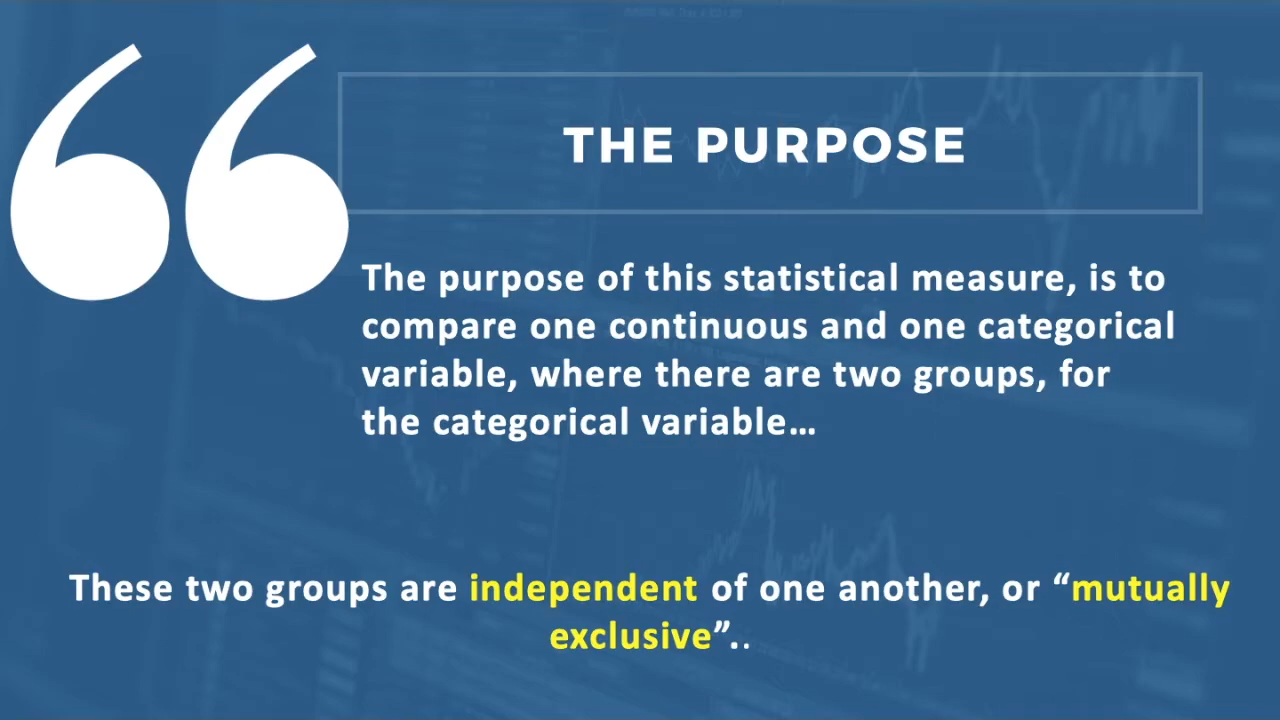 THE PURPOSE
The purpose of this statistical measure, is to
compare one continuous and one categorical
variable, where there are two groups, for
the categorical variable…
These two groups are independent of one another, or “mutually
exclusive”..